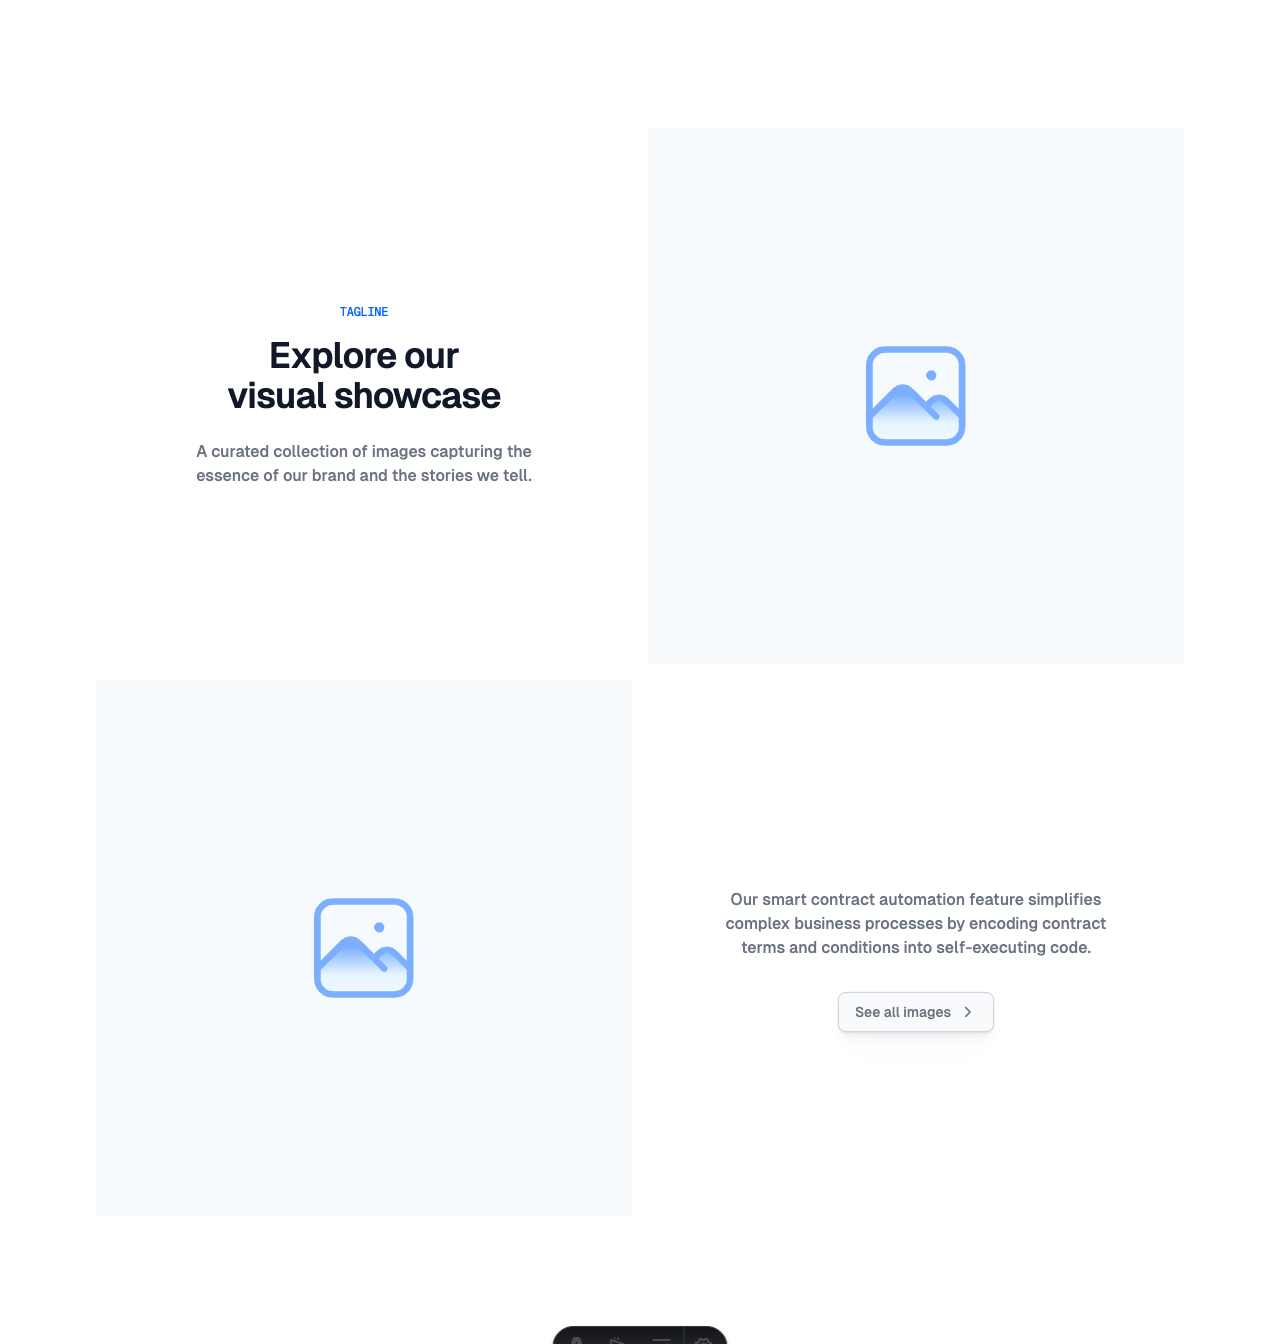 TAGLINE
Explore our
visual showcase
A curated collection of images capturing the
essence of our brand and the stories we tell.
Our smart contract automation feature simplifies
complex business processes by encoding contract
terms and conditions into self-executing code.
See all images